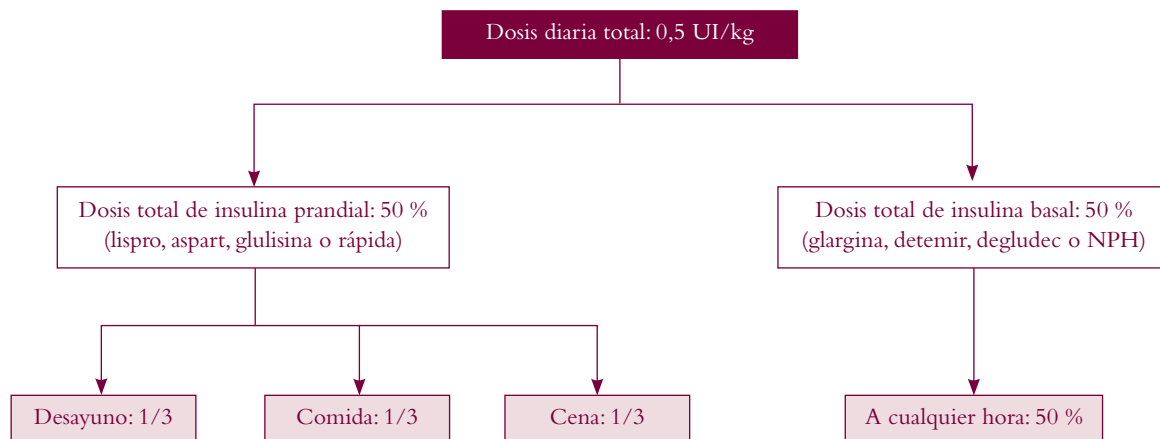 Dosis diaria total: 0,5 UI/kg
Dosis total de insulina prandial: 50 %
(lispro, aspart, glulisina o rápida)
Dosis total de insulina basal: 50 %
(glargina, detemir, degludec o NPH)
Desayuno: 1/3
Comida: 1/3
Cena: 1/3
A cualquier hora: 50 %